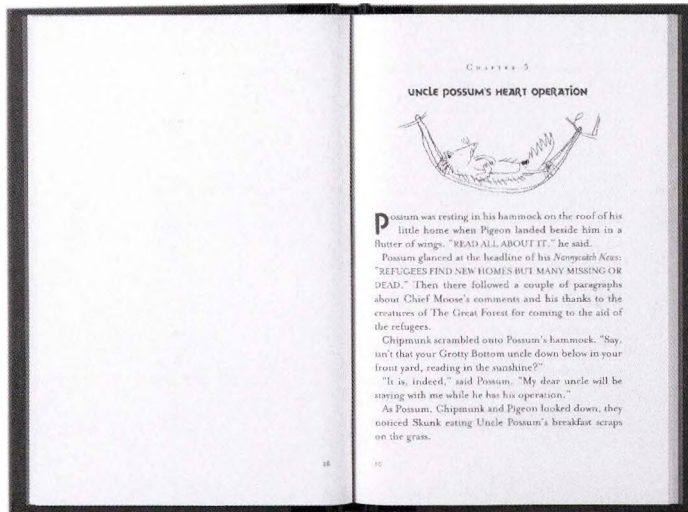 CHAPTER 5
UNCLE POSSUM'S HEART OPERATION
Possum was resting in his hammock on the roof of his
little home when Pigeon landed beside him in a
flutter of wings. "READ ALL ABOUT IT," he said.
Possum glanced at the headline of his Nannycatch News:
"REFUGEES FIND NEW HOMES BUT MANY MISSING OR
DEAD." Then there followed a couple of paragraphs
about Chief Moose's comments and his thanks to the
creatures of The Great Forest for coming to the aid of
the refugees.
Chipmunk scrambled onto Possum's hammock. "Say,
isn't that your Grotty Bottom uncle down below in your
front yard, reading in the sunshine?"
"It is, indeed," said Possum. "My dear uncle will be
staying with me while he has his operation."
As Possum, Chipmunk and Pigeon looked down, they
noticed Skunk eating Uncle Possum's breakfast scraps
on the grass.